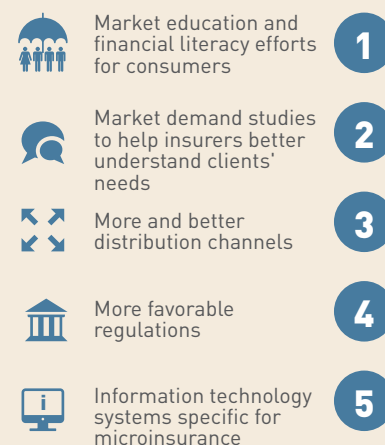 Market education and
financial literacy efforts
for consumers
1
Market demand studies
to help insurers better
understand clients'
needs
2
More and better
distribution channels
3
More favorable
regulations
4
i
Information technology
systems specific for
microinsurance
5